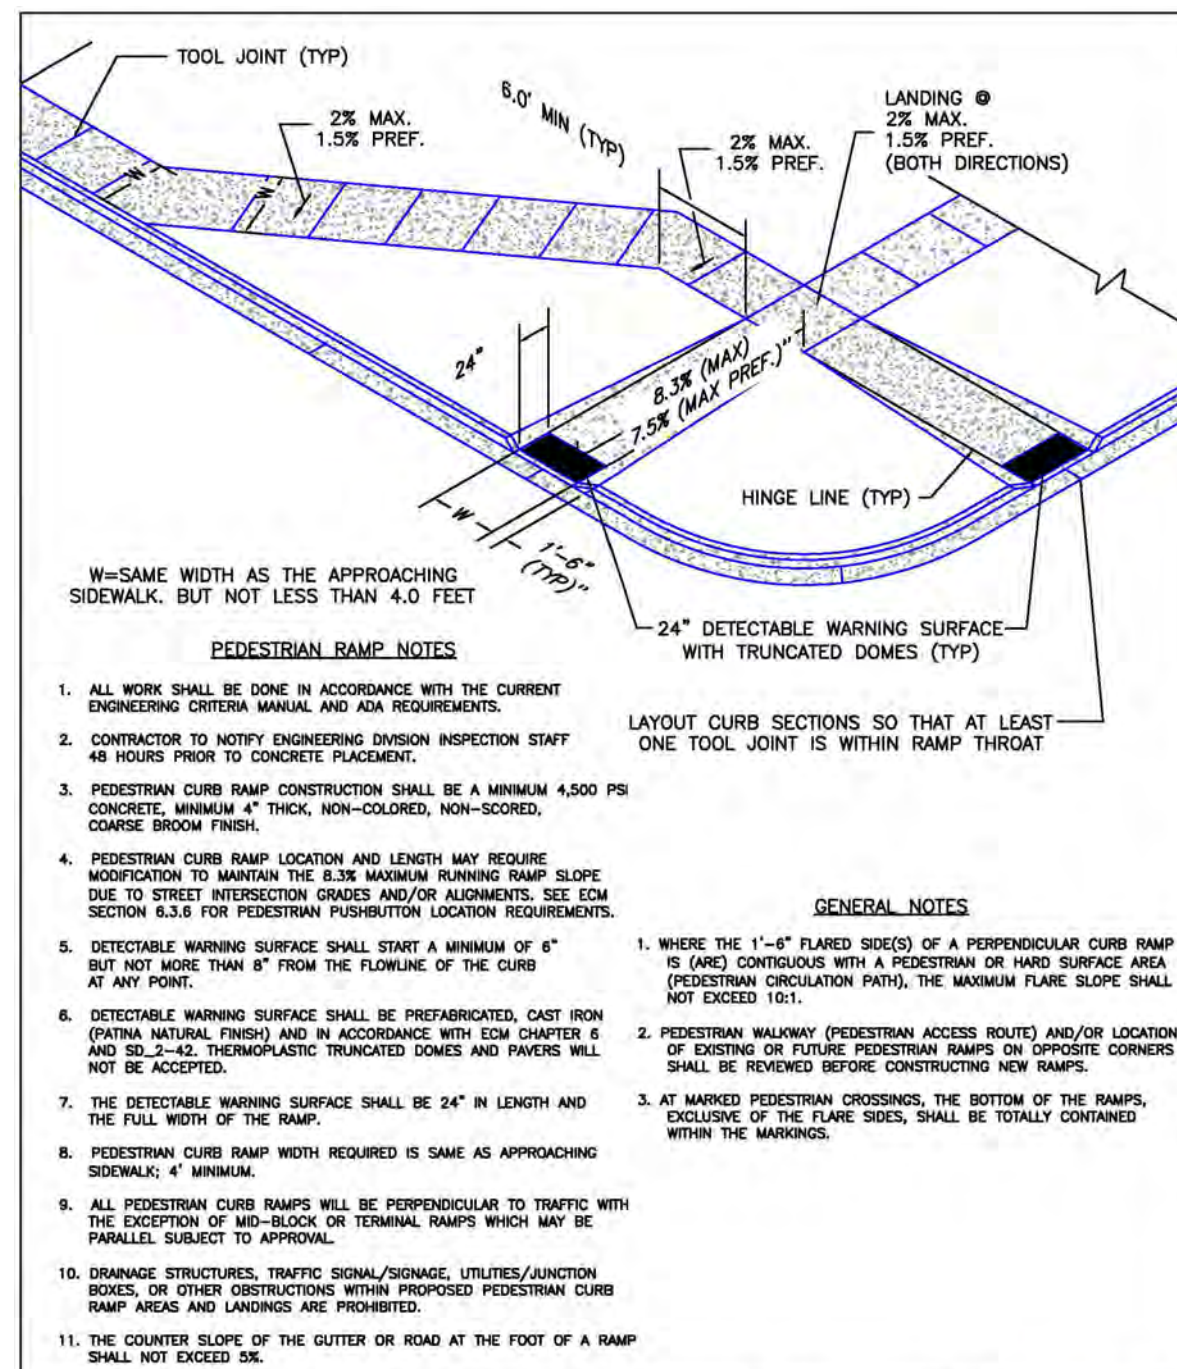 TOOL JOINT (TYP)
2% MAX.
1.5% PREF.
6.0' MIN (TYP)
2% MAX.
1.5% PREF.
LANDING @
2% MAX.
1.5% PREF.
(BOTH DIRECTIONS)
W
W
24"
8.3% (MAX)
7.5% (MAX PREF.)"
HINGE LINE (TYP)
W
1'-6"
(TYP)"
W=SAME WIDTH AS THE APPROACHING
SIDEWALK. BUT NOT LESS THAN 4.0 FEET
24" DETECTABLE WARNING SURFACE
WITH TRUNCATED DOMES (TYP)
LAYOUT CURB SECTIONS SO THAT AT LEAST
ONE TOOL JOINT IS WITHIN RAMP THROAT
PEDESTRIAN RAMP NOTES
1. ALL WORK SHALL BE DONE IN ACCORDANCE WITH THE CURRENT
ENGINEERING CRITERIA MANUAL AND ADA REQUIREMENTS.
2. CONTRACTOR TO NOTIFY ENGINEERING DIVISION INSPECTION STAFF
48 HOURS PRIOR TO CONCRETE PLACEMENT.
3. PEDESTRIAN CURB RAMP CONSTRUCTION SHALL BE A MINIMUM 4,500 PSI
CONCRETE, MINIMUM 4" THICK, NON-COLORED, NON-SCORED,
COARSE BROOM FINISH.
4. PEDESTRIAN CURB RAMP LOCATION AND LENGTH MAY REQUIRE
MODIFICATION TO MAINTAIN THE 8.3% MAXIMUM RUNNING RAMP SLOPE
DUE TO STREET INTERSECTION GRADES AND/OR ALIGNMENTS. SEE ECM
SECTION 6.3.6 FOR PEDESTRIAN PUSHBUTTON LOCATION REQUIREMENTS.
5. DETECTABLE WARNING SURFACE SHALL START A MINIMUM OF 6"
BUT NOT MORE THAN 8" FROM THE FLOWLINE OF THE CURB
AT ANY POINT.
6. DETECTABLE WARNING SURFACE SHALL BE PREFABRICATED, CAST IRON
(PATINA NATURAL FINISH) AND IN ACCORDANCE WITH ECM CHAPTER 6
AND SD_2-42. THERMOPLASTIC TRUNCATED DOMES AND PAVERS WILL
NOT BE ACCEPTED.
7. THE DETECTABLE WARNING SURFACE SHALL BE 24" IN LENGTH AND
THE FULL WIDTH OF THE RAMP.
8. PEDESTRIAN CURB RAMP WIDTH REQUIRED IS SAME AS APPROACHING
SIDEWALK; 4' MINIMUM.
9. ALL PEDESTRIAN CURB RAMPS WILL BE PERPENDICULAR TO TRAFFIC WITH
THE EXCEPTION OF MID-BLOCK OR TERMINAL RAMPS WHICH MAY BE
PARALLEL SUBJECT TO APPROVAL
10. DRAINAGE STRUCTURES, TRAFFIC SIGNAL/SIGNAGE, UTILITIES/JUNCTION
BOXES, OR OTHER OBSTRUCTIONS WITHIN PROPOSED PEDESTRIAN CURB
RAMP AREAS AND LANDINGS ARE PROHIBITED.
11. THE COUNTER SLOPE OF THE GUTTER OR ROAD AT THE FOOT OF A RAMP
SHALL NOT EXCEED 5%.
GENERAL NOTES
1. WHERE THE 1'-6" FLARED SIDE(S) OF A PERPENDICULAR CURB RAMP
IS (ARE) CONTIGUOUS WITH A PEDESTRIAN OR HARD SURFACE AREA
(PEDESTRIAN CIRCULATION PATH), THE MAXIMUM FLARE SLOPE SHALL
NOT EXCEED 10:1.
2. PEDESTRIAN WALKWAY (PEDESTRIAN ACCESS ROUTE) AND/OR LOCATION
OF EXISTING OR FUTURE PEDESTRIAN RAMPS ON OPPOSITE CORNERS
SHALL BE REVIEWED BEFORE CONSTRUCTING NEW RAMPS.
3. AT MARKED PEDESTRIAN CROSSINGS, THE BOTTOM OF THE RAMPS,
EXCLUSIVE OF THE FLARE SIDES, SHALL BE TOTALLY CONTAINED
WITHIN THE MARKINGS.